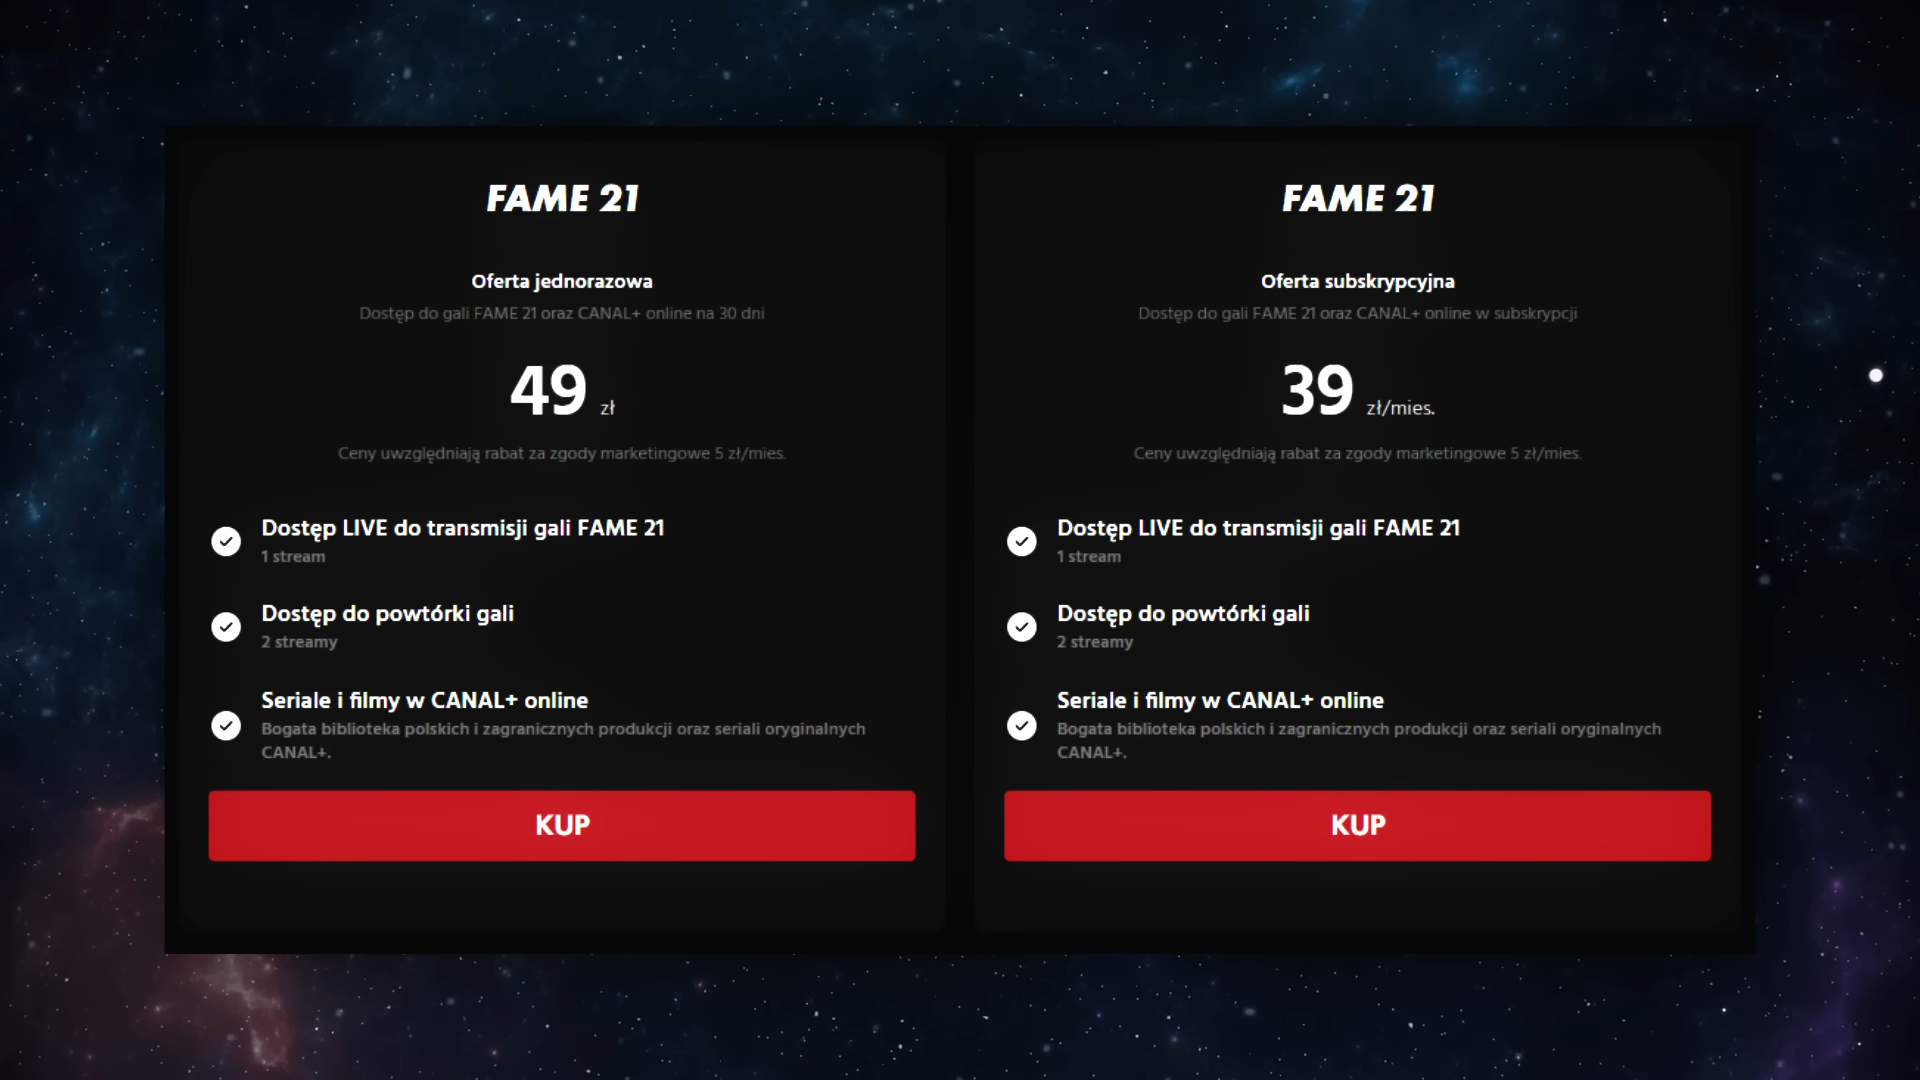 FAME 21
Oferta jednorazowa
Dostęp do gali FAME 21 oraz CANAL+ online na 30 dni
49 zł
Ceny uwzględniają rabat za zgody marketingowe 5 zł/mies.
Dostęp LIVE do transmisji gali FAME 21
1 stream
Dostęp do powtórki gali
2 streamy
Seriale i filmy w CANAL+ online
Bogata biblioteka polskich i zagranicznych produkcji oraz seriali oryginalnych
CANAL+.
KUP
FAME 21
Oferta subskrypcyjna
Dostęp do gali FAME 21 oraz CANAL+ online w subskrypcji
39 zł/mies.
Ceny uwzględniają rabat za zgody marketingowe 5 zł/mies.
Dostęp LIVE do transmisji gali FAME 21
1 stream
Dostęp do powtórki gali
2 streamy
Seriale i filmy w CANAL+ online
Bogata biblioteka polskich i zagranicznych produkcji oraz seriali oryginalnych
CANAL+.
KUP